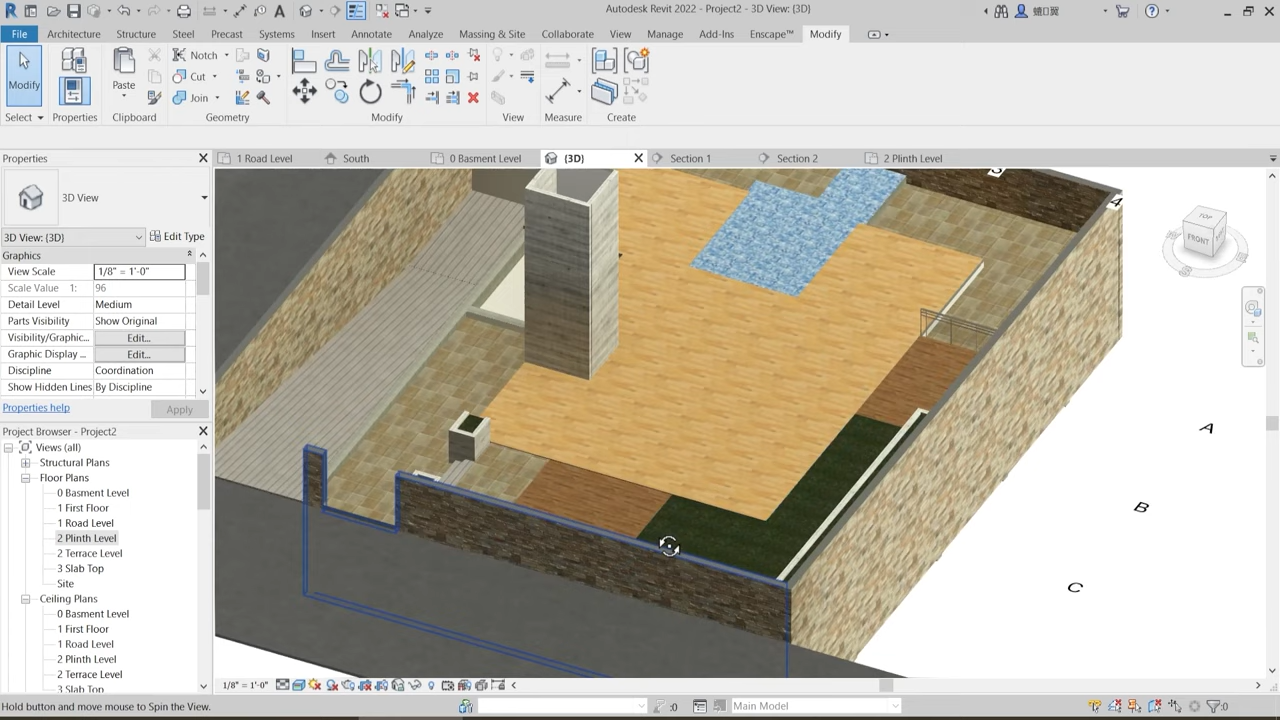 Autodesk Revit 2022 - Project2 - 3D View: {3D}
File Architecture Structure Steel Precast Systems Insert Annotate Analyze Massing & Site Collaborate View Manage Add-Ins Enscape™ Modify
Modify
Paste
Notch
Cut
Join
Select Properties Clipboard Geometry Modify View Measure Create
Properties
1 Road Level South 0 Basment Level {3D} Section 1 Section 2 2 Plinth Level
3D View
3D View: {3D} Edit Type
Graphics
View Scale 1/8" = 1'-0"
Scale Value 1: 96
Detail Level Medium
Parts Visibility Show Original
Visibility/Graphic... Edit...
Graphic Display ... Edit...
Discipline Coordination
Show Hidden Lines By Discipline
Properties help Apply
Project Browser - Project2
Views (all)
Structural Plans
Floor Plans
0 Basment Level
1 First Floor
1 Road Level
2 Plinth Level
2 Terrace Level
3 Slab Top
Site
Ceiling Plans
0 Basment Level
1 First Floor
1 Road Level
2 Plinth Level
2 Terrace Level
3 Slab Top
TOP
FRONT
3
4
A
B
C
1/8" = 1'-0"
Hold button and move mouse to Spin the View.
:0
Main Model
:0